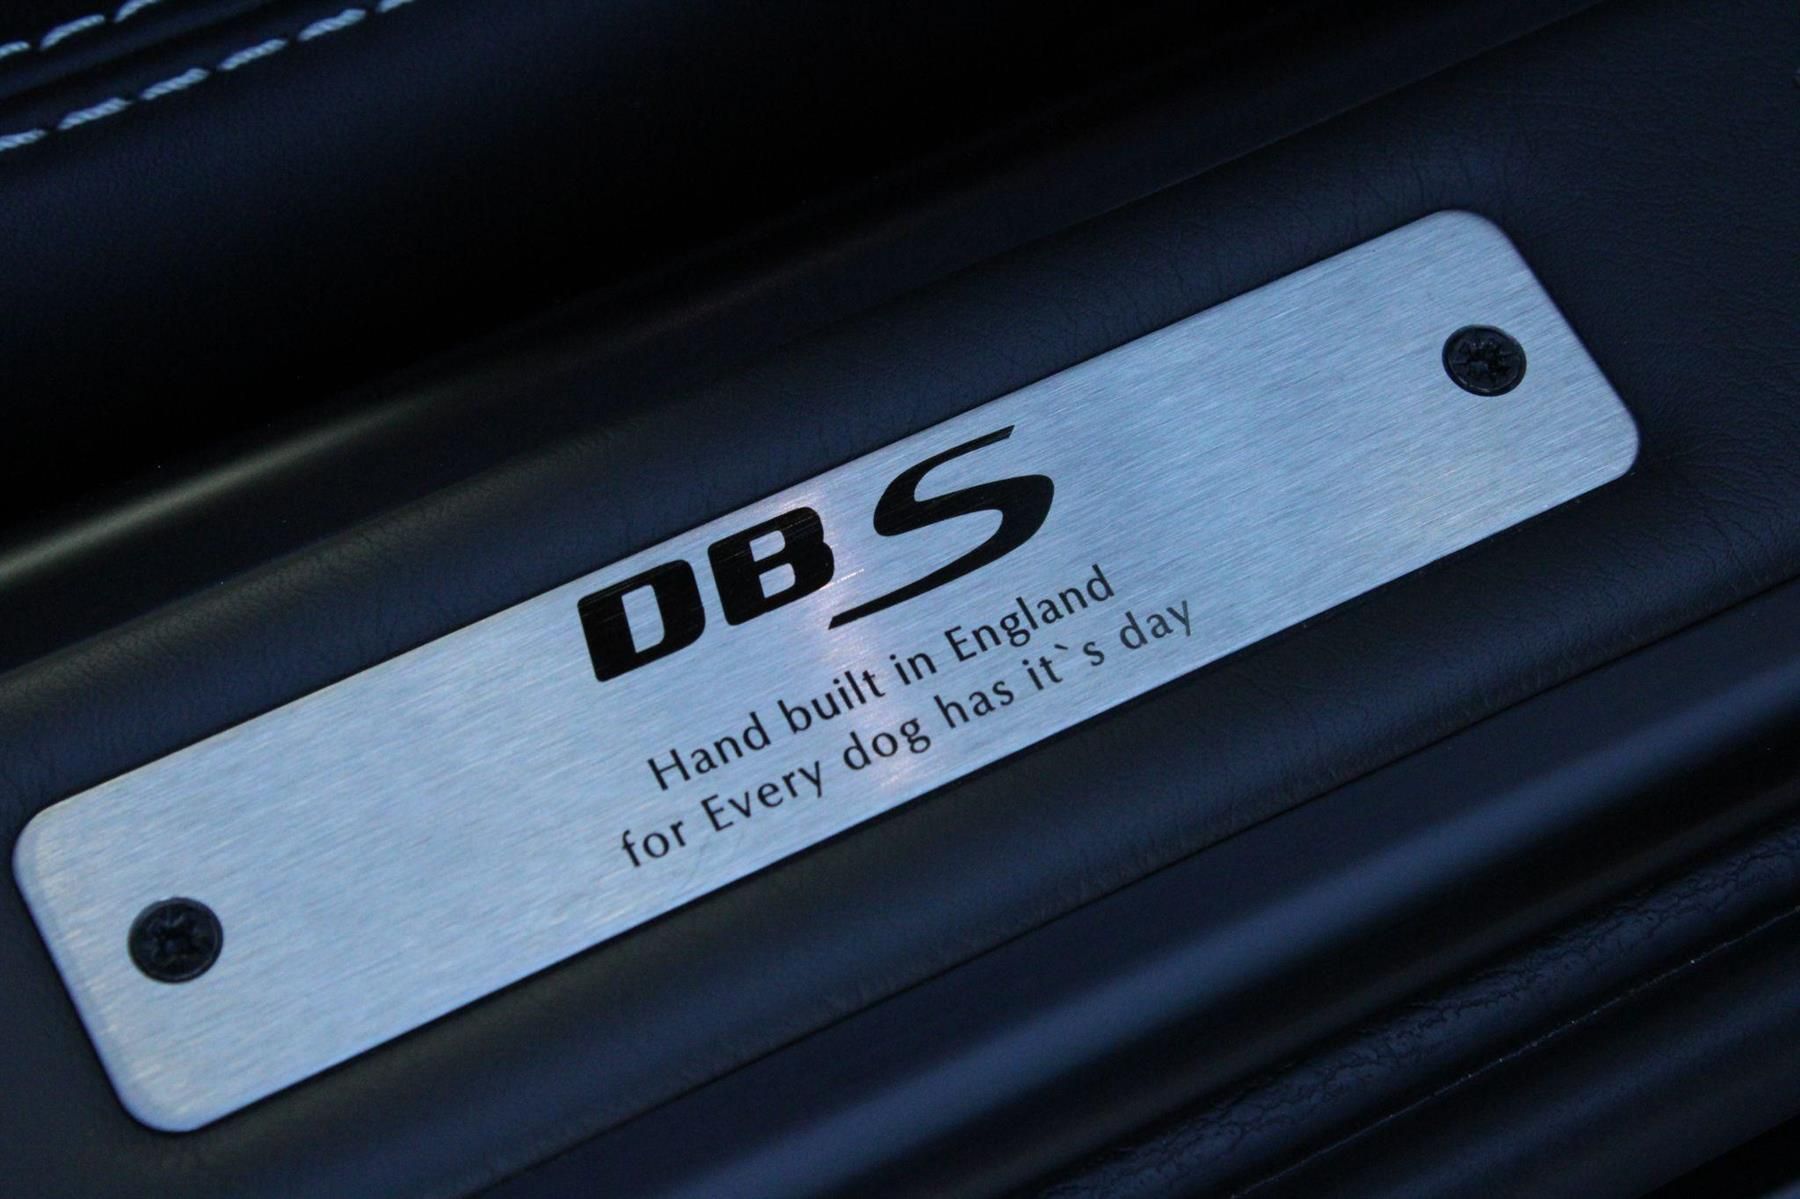 DBS
Hand built in England
for Every dog has it`s day